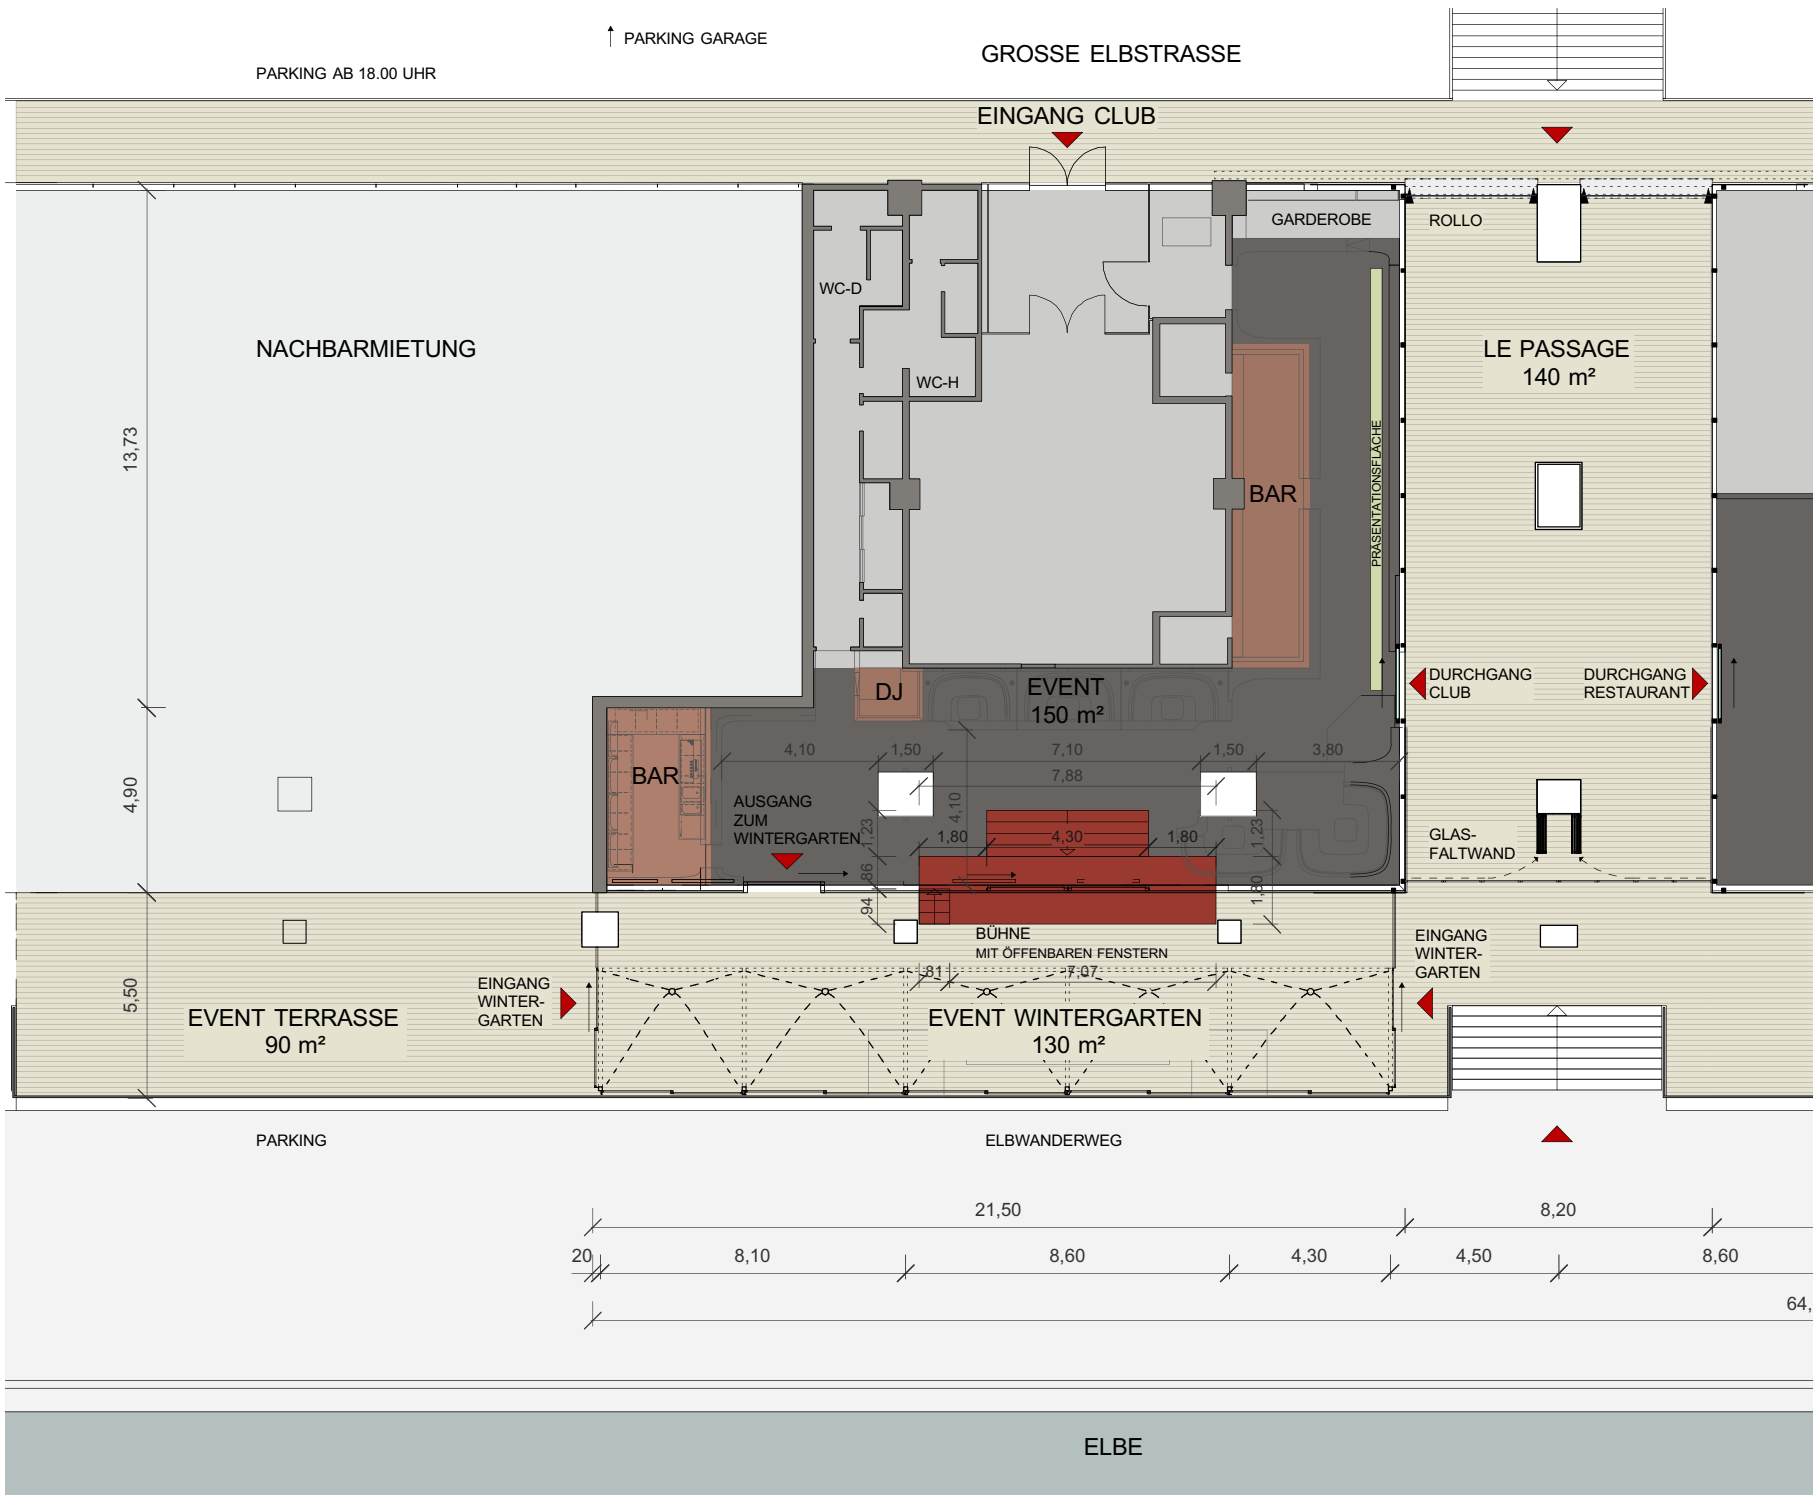 PARKING GARAGE
GROSSE ELBSTRASSE
PARKING AB 18.00 UHR
EINGANG CLUB
GARDEROBE
ROLLO
WC-D
NACHBARMIETUNG
LE PASSAGE
140 m²
WC-H
13,73
PRÄSENTATIONSFLÄCHE
BAR
DJ
EVENT
150 m²
DURCHGANG
CLUB
DURCHGANG
RESTAURANT
4,10
1,50
7,10
1,50
3,80
7,88
BAR
4,90
AUSGANG
ZUM
WINTERGARTEN
1,23
4,10
1,80
4,30
1,80
1,23
GLAS-
FALTWAND
86
94
1,80
BÜHNE
MIT ÖFFENBAREN FENSTERN
81
7,07
EINGANG
WINTER-
GARTEN
EINGANG
WINTER-
GARTEN
5,50
EVENT TERRASSE
90 m²
EVENT WINTERGARTEN
130 m²
PARKING
ELBWANDERWEG
21,50
8,20
20
8,10
8,60
4,30
4,50
8,60
64,
ELBE